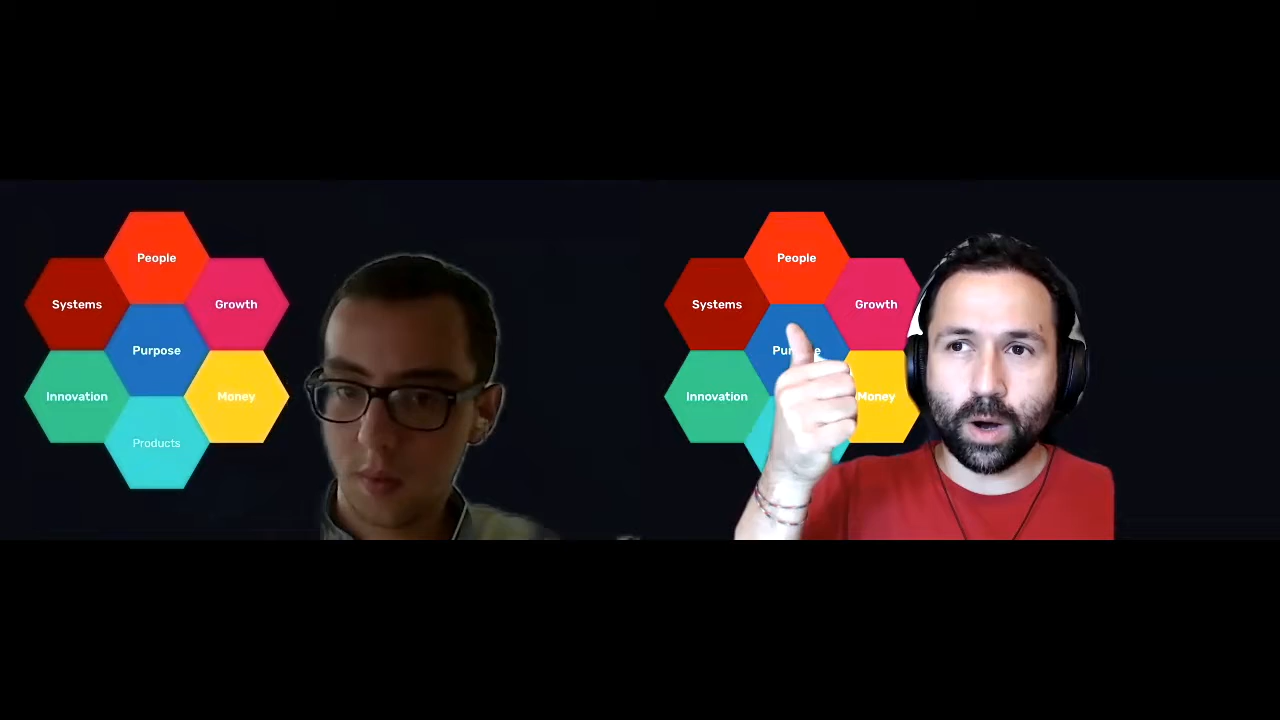 People
Systems
Growth
Purpose
Innovation
Money
Products
People
Systems
Growth
Innovation
Money